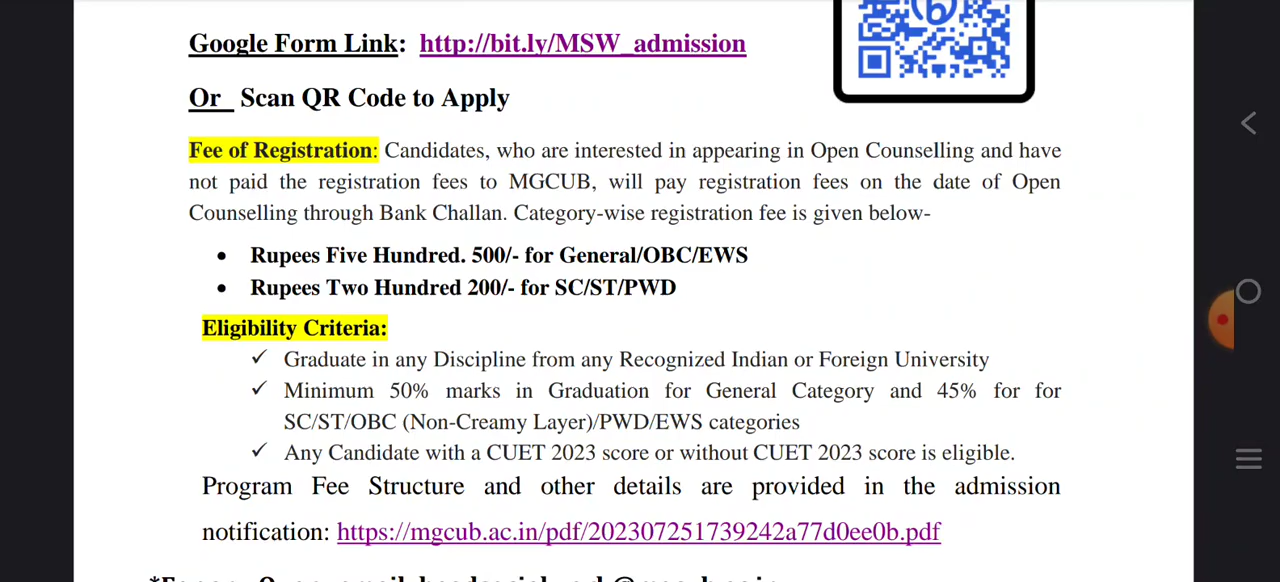 Google Form Link: http://bit.ly/MSW_admission
Or Scan QR Code to Apply
Fee of Registration: Candidates, who are interested in appearing in Open Counselling and have
not paid the registration fees to MGCUB, will pay registration fees on the date of Open
Counselling through Bank Challan. Category-wise registration fee is given below-
• Rupees Five Hundred. 500/- for General/OBC/EWS
• Rupees Two Hundred 200/- for SC/ST/PWD
Eligibility Criteria:
✓ Graduate in any Discipline from any Recognized Indian or Foreign University
✓ Minimum 50% marks in Graduation for General Category and 45% for for
SC/ST/OBC (Non-Creamy Layer)/PWD/EWS categories
✓ Any Candidate with a CUET 2023 score or without CUET 2023 score is eligible.
Program Fee Structure and other details are provided in the admission
notification: https://mgcub.ac.in/pdf/202307251739242a77d0ee0b.pdf